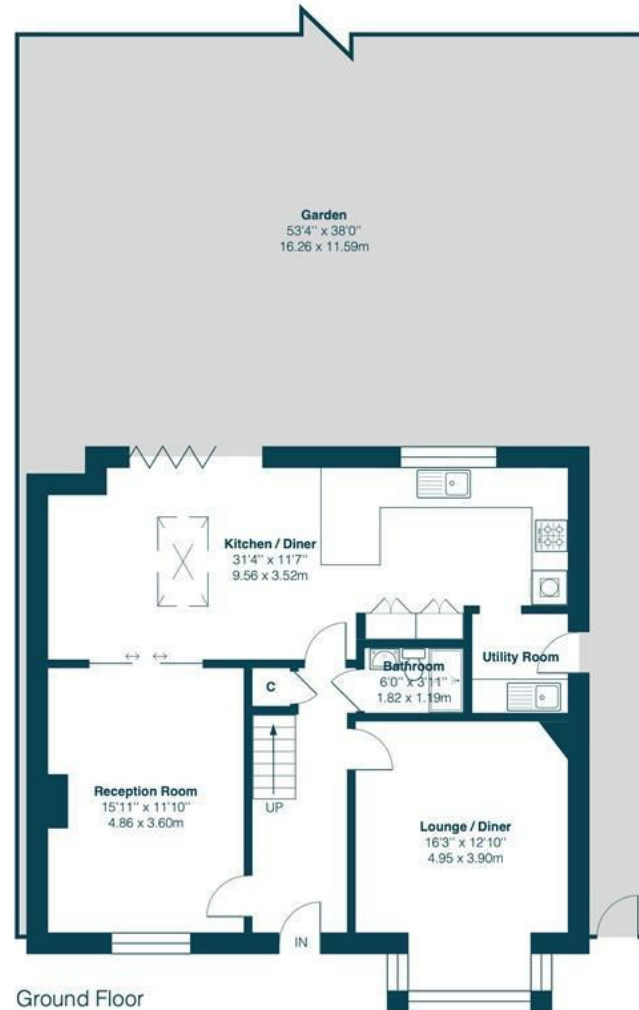 Garden
53'4'' x 38'0''
16.26 x 11.59m
Kitchen / Diner
31'4'' x 11'7''
9.56 x 3.52m
Bathroom
6'0'' x 3'11''
1.82 x 1.19m
Utility Room
C
UP
Reception Room
15'11'' x 11'10''
4.86 x 3.60m
Lounge / Diner
16'3'' x 12'10''
4.95 x 3.90m
IN
Ground Floor